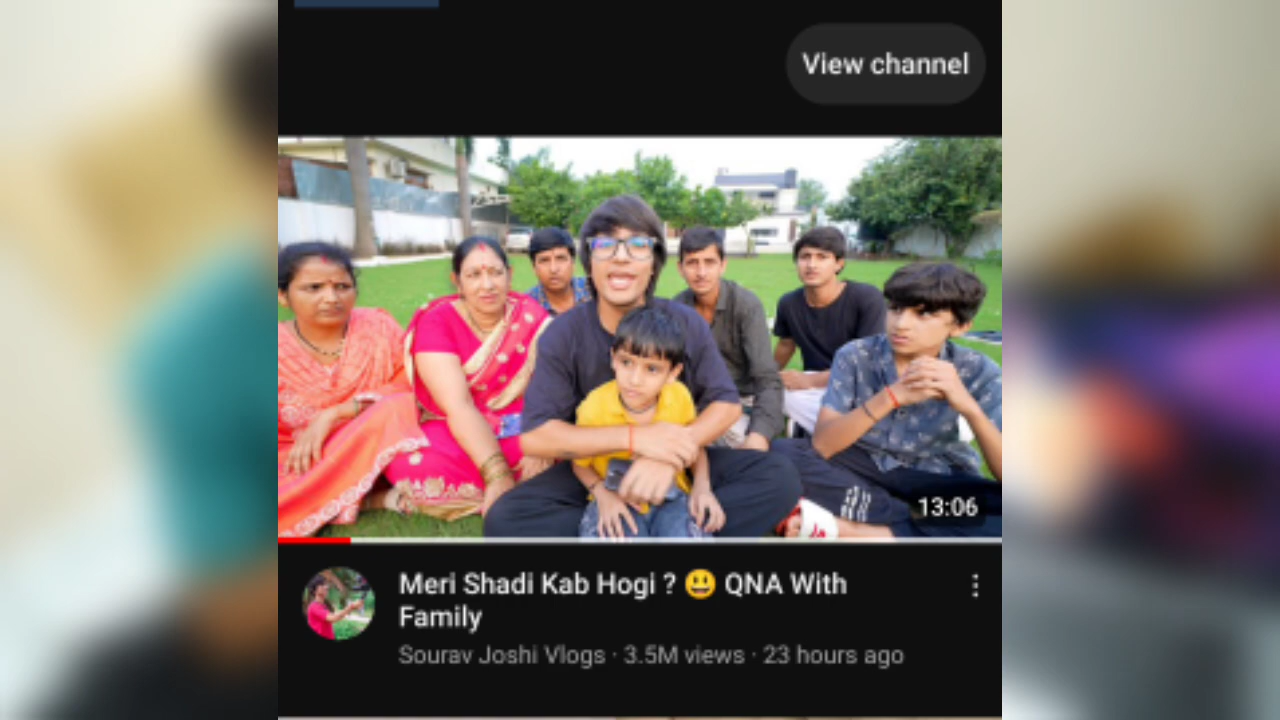 View channel
13:06
Meri Shadi Kab Hogi ? 😃 QNA With
Family
Sourav Joshi Vlogs · 3.5M views · 23 hours ago